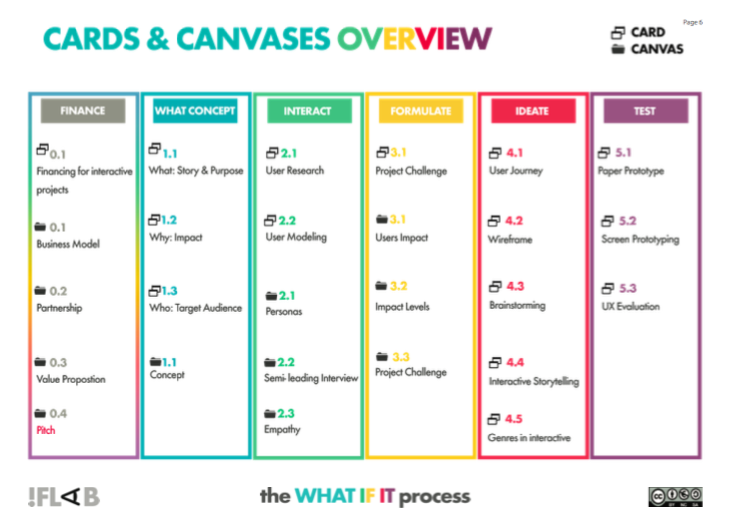 Page 6
CARDS & CANVASES OVERVIEW
CARD
CANVAS
FINANCE
0.1
Financing for interactive
projects
0.1
Business Model
0.2
Partnership
0.3
Value Propostion
0.4
Pitch
WHAT CONCEPT
1.1
What: Story & Purpose
1.2
Why: Impact
1.3
Who: Target Audience
1.1
Concept
INTERACT
2.1
User Research
2.2
User Modeling
2.1
Personas
2.2
Semi-leading Interview
2.3
Empathy
FORMULATE
3.1
Project Challenge
3.1
Users Impact
3.2
Impact Levels
3.3
Project Challenge
IDEATE
4.1
User Journey
4.2
Wireframe
4.3
Brainstorming
4.4
Interactive Storytelling
4.5
Genres in interactive
TEST
5.1
Paper Prototype
5.2
Screen Prototyping
5.3
UX Evaluation
!FLAB
the WHAT IF IT process
CC
BY NC SA